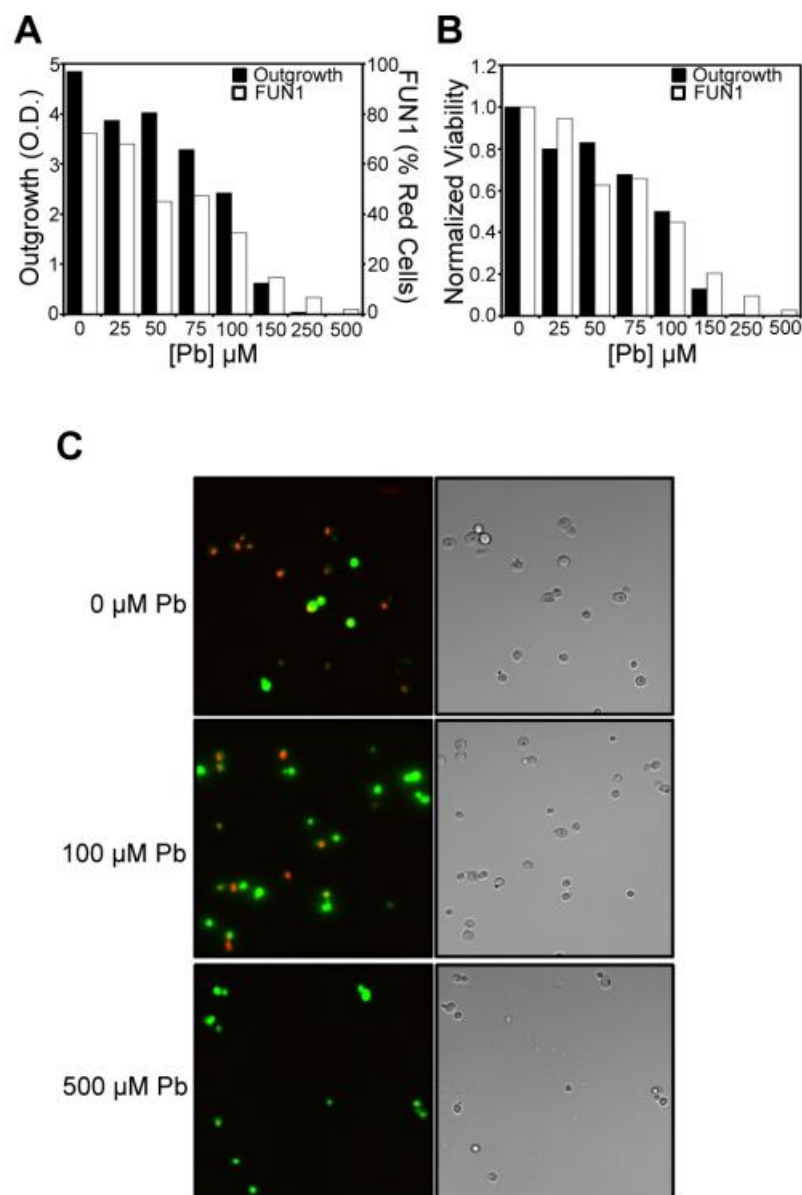 A
Outgrowth
FUN1
5
4
3
2
1
0
Outgrowth (O.D.)
100
80
60
40
20
0
FUN1 (% Red Cells)
0 25 50 75 100 150 250 500
[Pb] µM
B
Outgrowth
FUN1
1.2
1.0
0.8
0.6
0.4
0.2
0.0
Normalized Viability
0 25 50 75 100 150 250 500
[Pb] µM
C
0 µM Pb
100 µM Pb
500 µM Pb